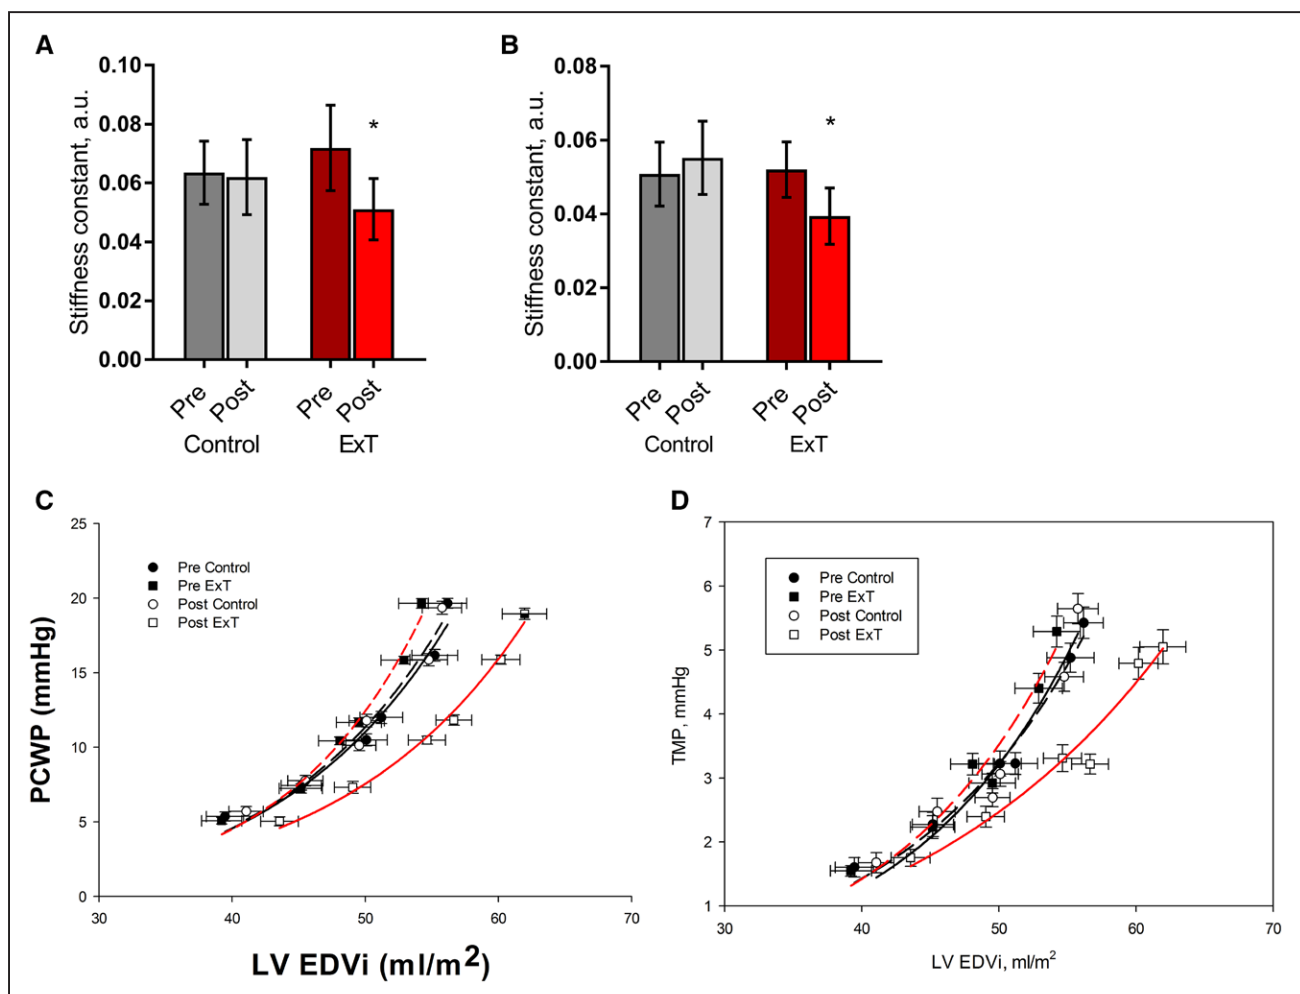 A
Stiffness constant, a.u.
0.10
0.08
0.06
0.04
0.02
0.00
*
Pre
Post
Pre
Post
Control
ExT
B
Stiffness constant, a.u.
0.08
0.06
0.04
0.02
0.00
*
Pre
Post
Pre
Post
Control
ExT
C
PCWP (mmHg)
25
20
15
10
5
0
Pre Control
Pre ExT
Post Control
Post ExT
30
40
50
60
70
LV EDVi (ml/m²)
D
TMP, mmHg
7
6
5
4
3
2
1
Pre Control
Pre ExT
Post Control
Post ExT
30
40
50
60
70
LV EDVi, ml/m²